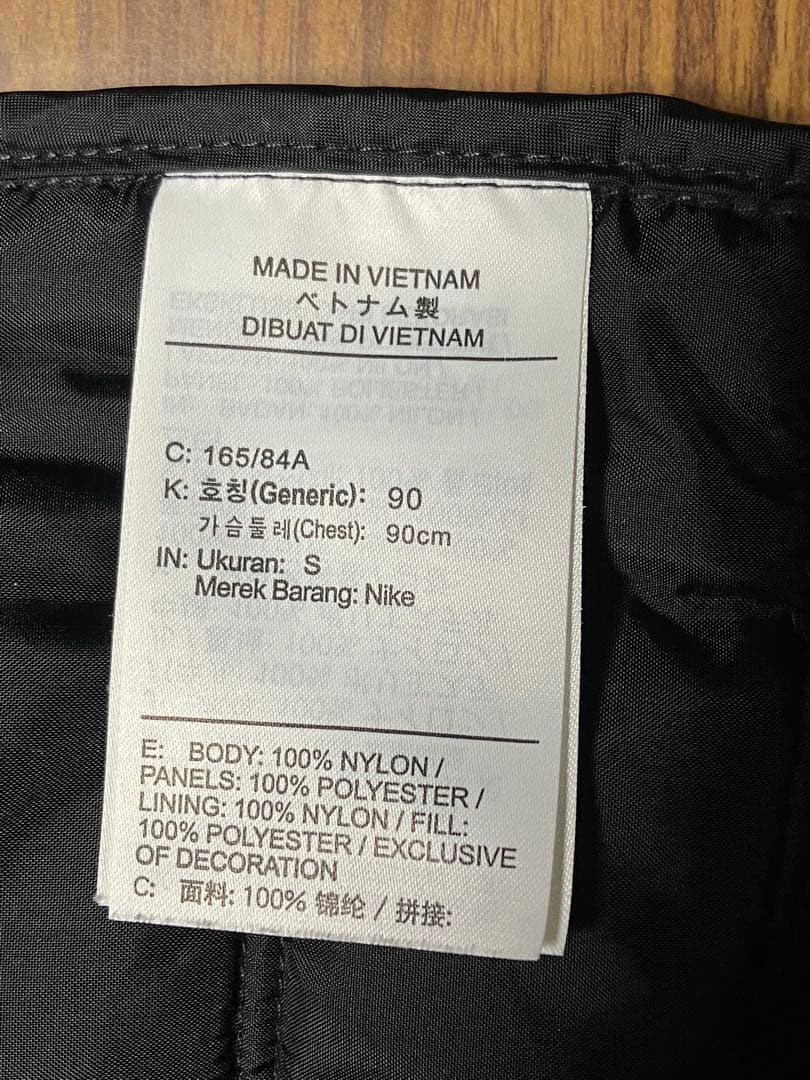 MADE IN VIETNAM
ベトナム製
DIBUAT DI VIETNAM
C: 165/84A
K: 호칭(Generic): 90
가슴둘레(Chest): 90cm
IN: Ukuran: S
Merek Barang: Nike
E: BODY: 100% NYLON /
PANELS: 100% POLYESTER /
LINING: 100% NYLON / FILL:
100% POLYESTER / EXCLUSIVE
OF DECORATION
C: 面料: 100% 锦纶 / 拼接: